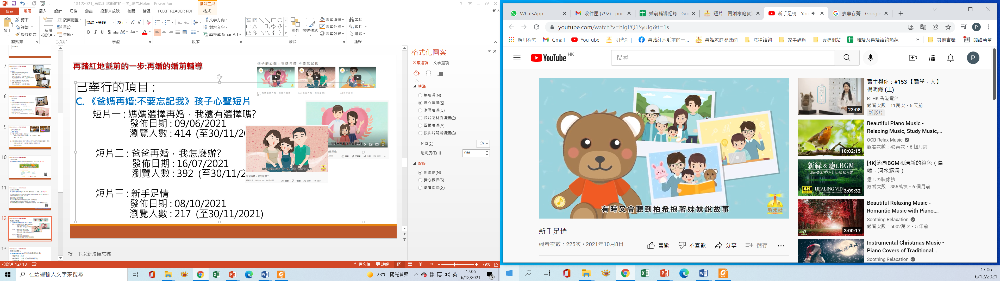 13122021_再踏紅地氈前的一步_報告.Helen - PowerPoint
繪圖工具
檔案
常用
插入
設計
切換
動畫
投影片放映
校閱
檢視
FOXIT READER PDF
格式
登入
貼上
剪下
複製
複製格式
剪貼簿
新增
投影片
版面配置
重設
章節
投影片
微軟正黑體
28+
字型
文字方向
對齊文字
轉換成 SmartArt
段落
排列
快速樣式
圖案填滿
圖案外框
圖案效果
繪圖
尋找
取代
選取
編輯
7
8
9
10
11
12
13
再踏紅地氈前的一步:再婚的婚前輔導
孩子的心聲：爸媽再婚 不要忘記我
已舉行的項目 :
C. 《爸媽再婚:不要忘記我》孩子心聲短片
短片一 : 媽媽選擇再婚，我還有選擇嗎?
發佈日期 : 09/06/2021
瀏覽人數 : 414 (至30/11/20
短片二 : 爸爸再婚，我怎麼辦?
發佈日期 : 16/07/2021
瀏覽人數 : 392 (至30/11/2
短片三 : 新手足情
發佈日期 : 08/10/2021
瀏覽人數 : 217 (至30/11/2021)
按一下以新增備忘稿
格式化圖案
圖案選項
文字選項
填滿
無填滿(N)
實心填滿(S)
漸層填滿(G)
圖片或材質填滿(P)
圖樣填滿(A)
投影片背景填滿(B)
色彩(C)
透明度(T)
0%
線條
無線條(N)
實心線條(S)
漸層線條(G)
投影片 12/ 18
備忘稿
註解
79%
在這裡輸入文字來搜尋
23°C 陽光普照
英
17:06
6/12/2021
3
WhatsApp
收件匣 (792) - puir
婚前輔導紀錄 - Go
短片 – 再婚家庭資
新手足情 - You
去蕪存菁 - Google
youtube.com/watch?v=hlgPQ1Syulg&t=1s
應用程式
Gmail
YouTube
明光社 |
再踏紅地氈前的一...
再婚家庭資源網
法律諮詢
家事調解
資源網站
離婚及再婚諮詢熱線
»
其他書籤
閱讀清單
YouTube HK
搜尋
P
有時又會聽到柏希抱著妹妹說故事
明光社
新手足情
觀看次數：225次 • 2021年10月8日
喜歡
不喜歡
分享
儲存
23:08
醫生與你：#153【醫學．人】
楊明霞 (上)
RTHK 香港電台
觀看次數：11萬次 • 6 天前
新影片
10:02:15
Beautiful Piano Music -
Relaxing Music, Study Music,...
OCB Relax Music
觀看次數：43萬次 • 6 個月前
新緑 & 癒しBGM
鳥のさえずり・川のせせらぎ
4K HEALING VIDEO
3:09:32
[4K]治愈BGM和清新的綠色（鳥
鳴，河水潺潺）
癒しの映像館
觀看次數：386萬次 • 6 個月前
3:00:17
Beautiful Relaxing Music -
Romantic Music with Piano,...
Soothing Relaxation
觀看次數：5002萬次 • 5 年前
Instrumental Christmas Music •
Piano Covers of Traditional...
Soothing Relaxation
17:06
6/12/2021